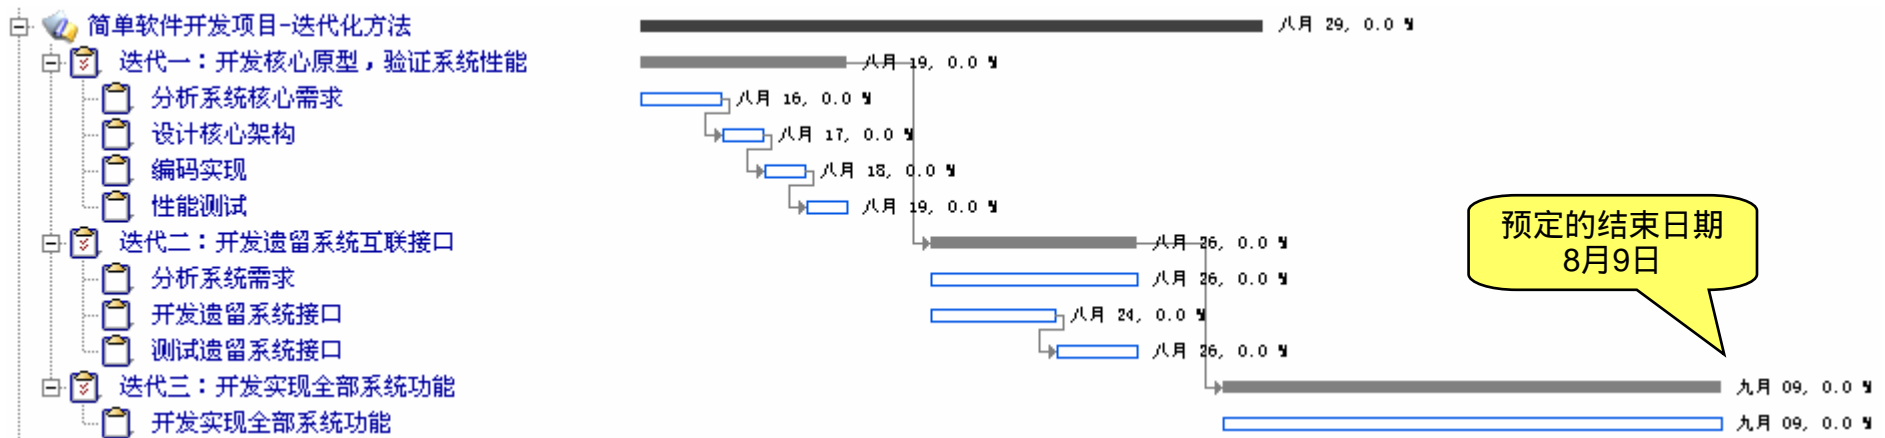 简单软件开发项目-迭代化方法 八月 29, 0.0
迭代一：开发核心原型，验证系统性能 八月 19, 0.0
分析系统核心需求 八月 16, 0.0
设计核心架构 八月 17, 0.0
编码实现 八月 18, 0.0
性能测试 八月 19, 0.0
迭代二：开发遗留系统互联接口 八月 26, 0.0
分析系统需求 八月 26, 0.0
开发遗留系统接口 八月 24, 0.0
测试遗留系统接口 八月 26, 0.0
迭代三：开发实现全部系统功能 九月 09, 0.0
开发实现全部系统功能 九月 09, 0.0
预定的结束日期
8月9日